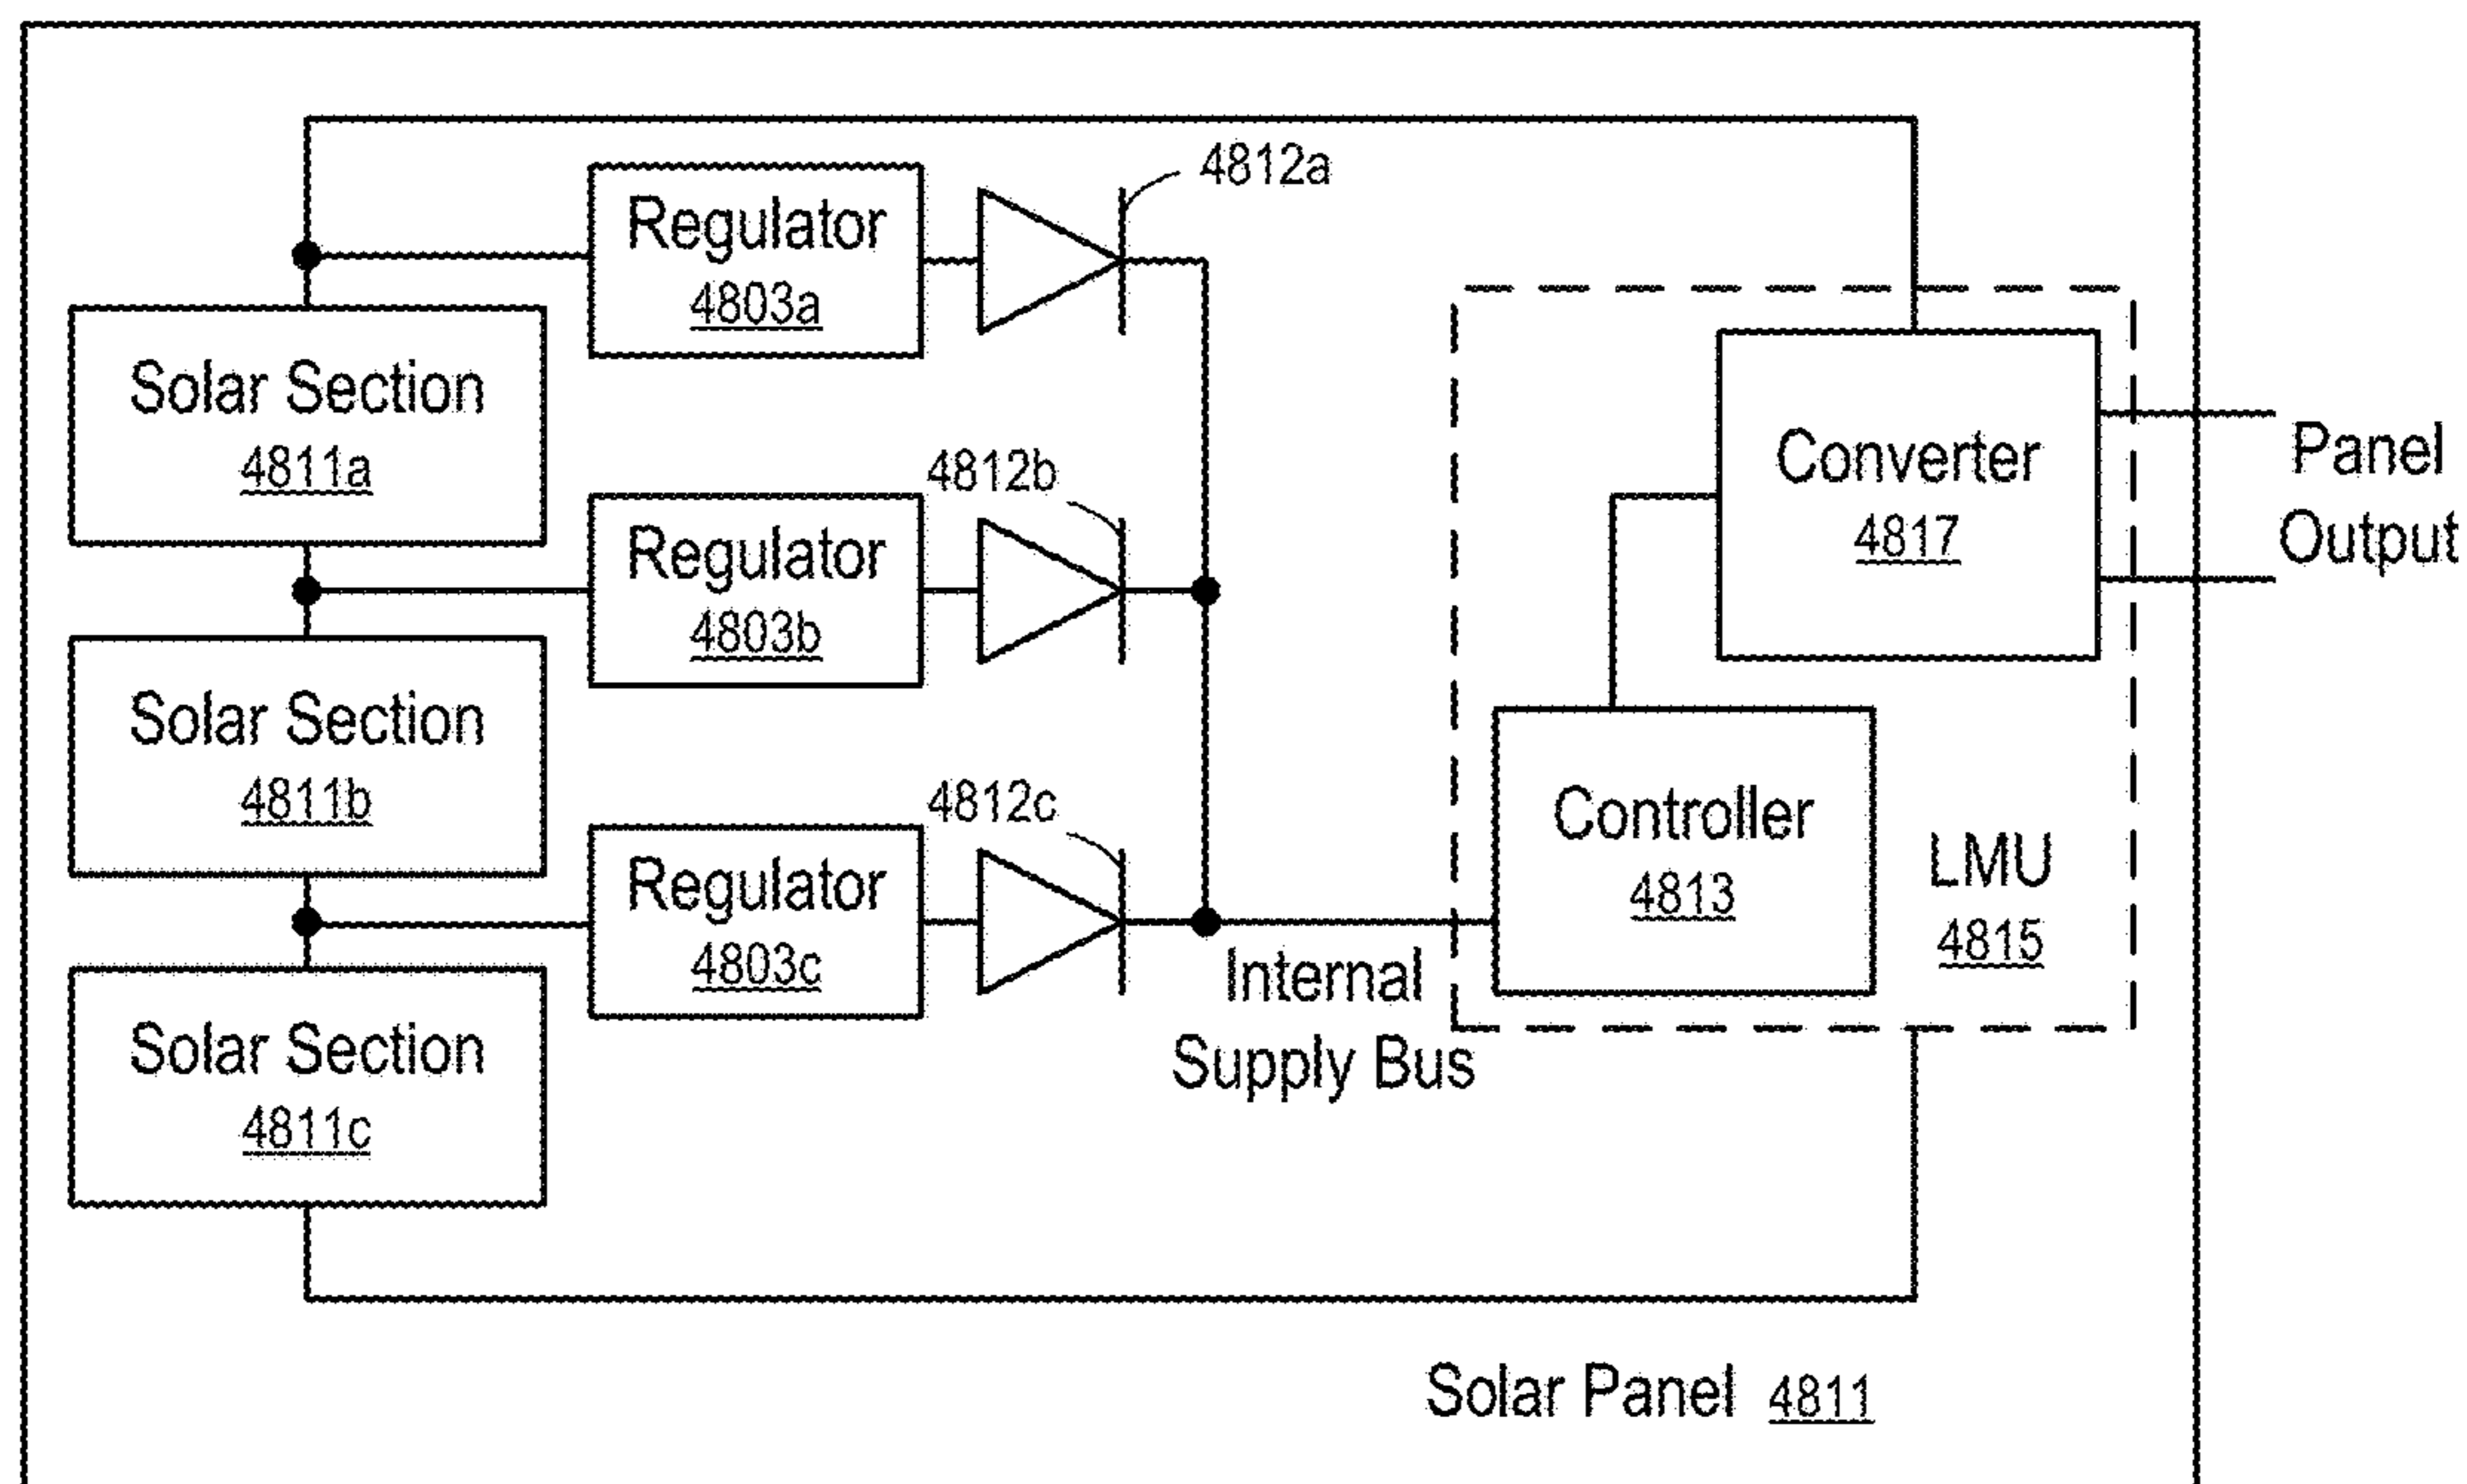 4812a
Regulator
4803a
Solar Section
4811a
4812b
Regulator
4803b
Solar Section
4811b
4812c
Regulator
4803c
Solar Section
4811c
Internal
Supply Bus
Converter
4817
Panel
Output
Controller
4813
LMU
4815
Solar Panel 4811